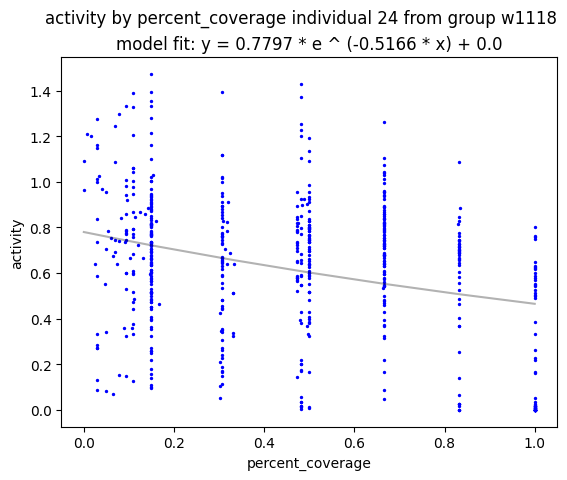 activity by percent_coverage individual 24 from group w1118
model fit: y = 0.7797 * e ^ (-0.5166 * x) + 0.0
1.4
1.2
1.0
0.8
0.6
0.4
0.2
0.0
activity
0.0 0.2 0.4 0.6 0.8 1.0
percent_coverage